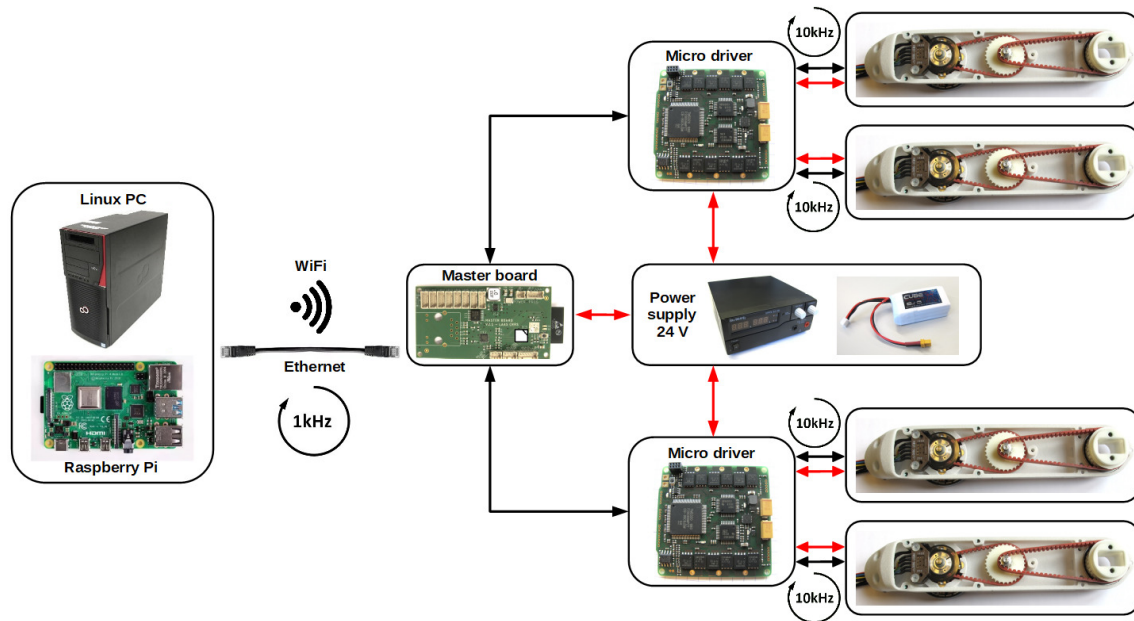 Linux PC
Raspberry Pi
WiFi
Ethernet
1kHz
Master board
Micro driver
10kHz
10kHz
Power
supply
24 V
Micro driver
10kHz
10kHz
HDMI